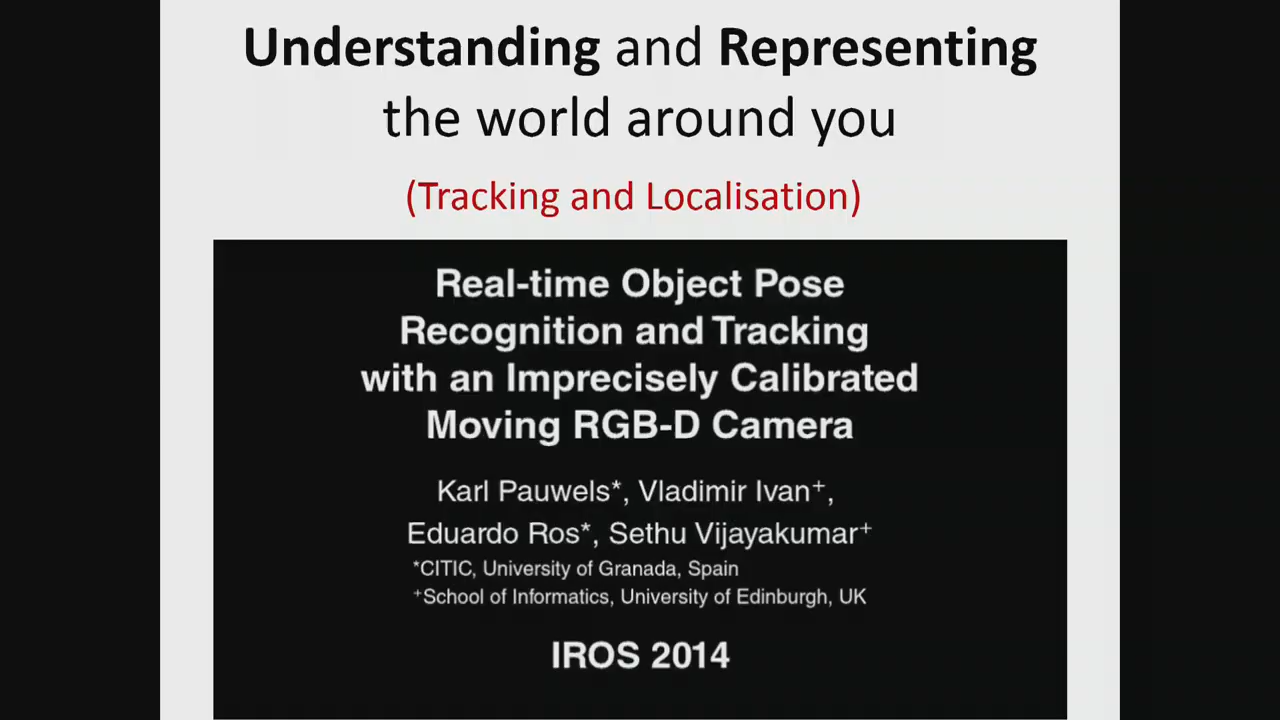 Understanding and Representing
the world around you
(Tracking and Localisation)
Real-time Object Pose
Recognition and Tracking
with an Imprecisely Calibrated
Moving RGB-D Camera
Karl Pauwels*, Vladimir Ivan⁺,
Eduardo Ros*, Sethu Vijayakumar⁺
*CITIC, University of Granada, Spain
⁺School of Informatics, University of Edinburgh, UK
IROS 2014